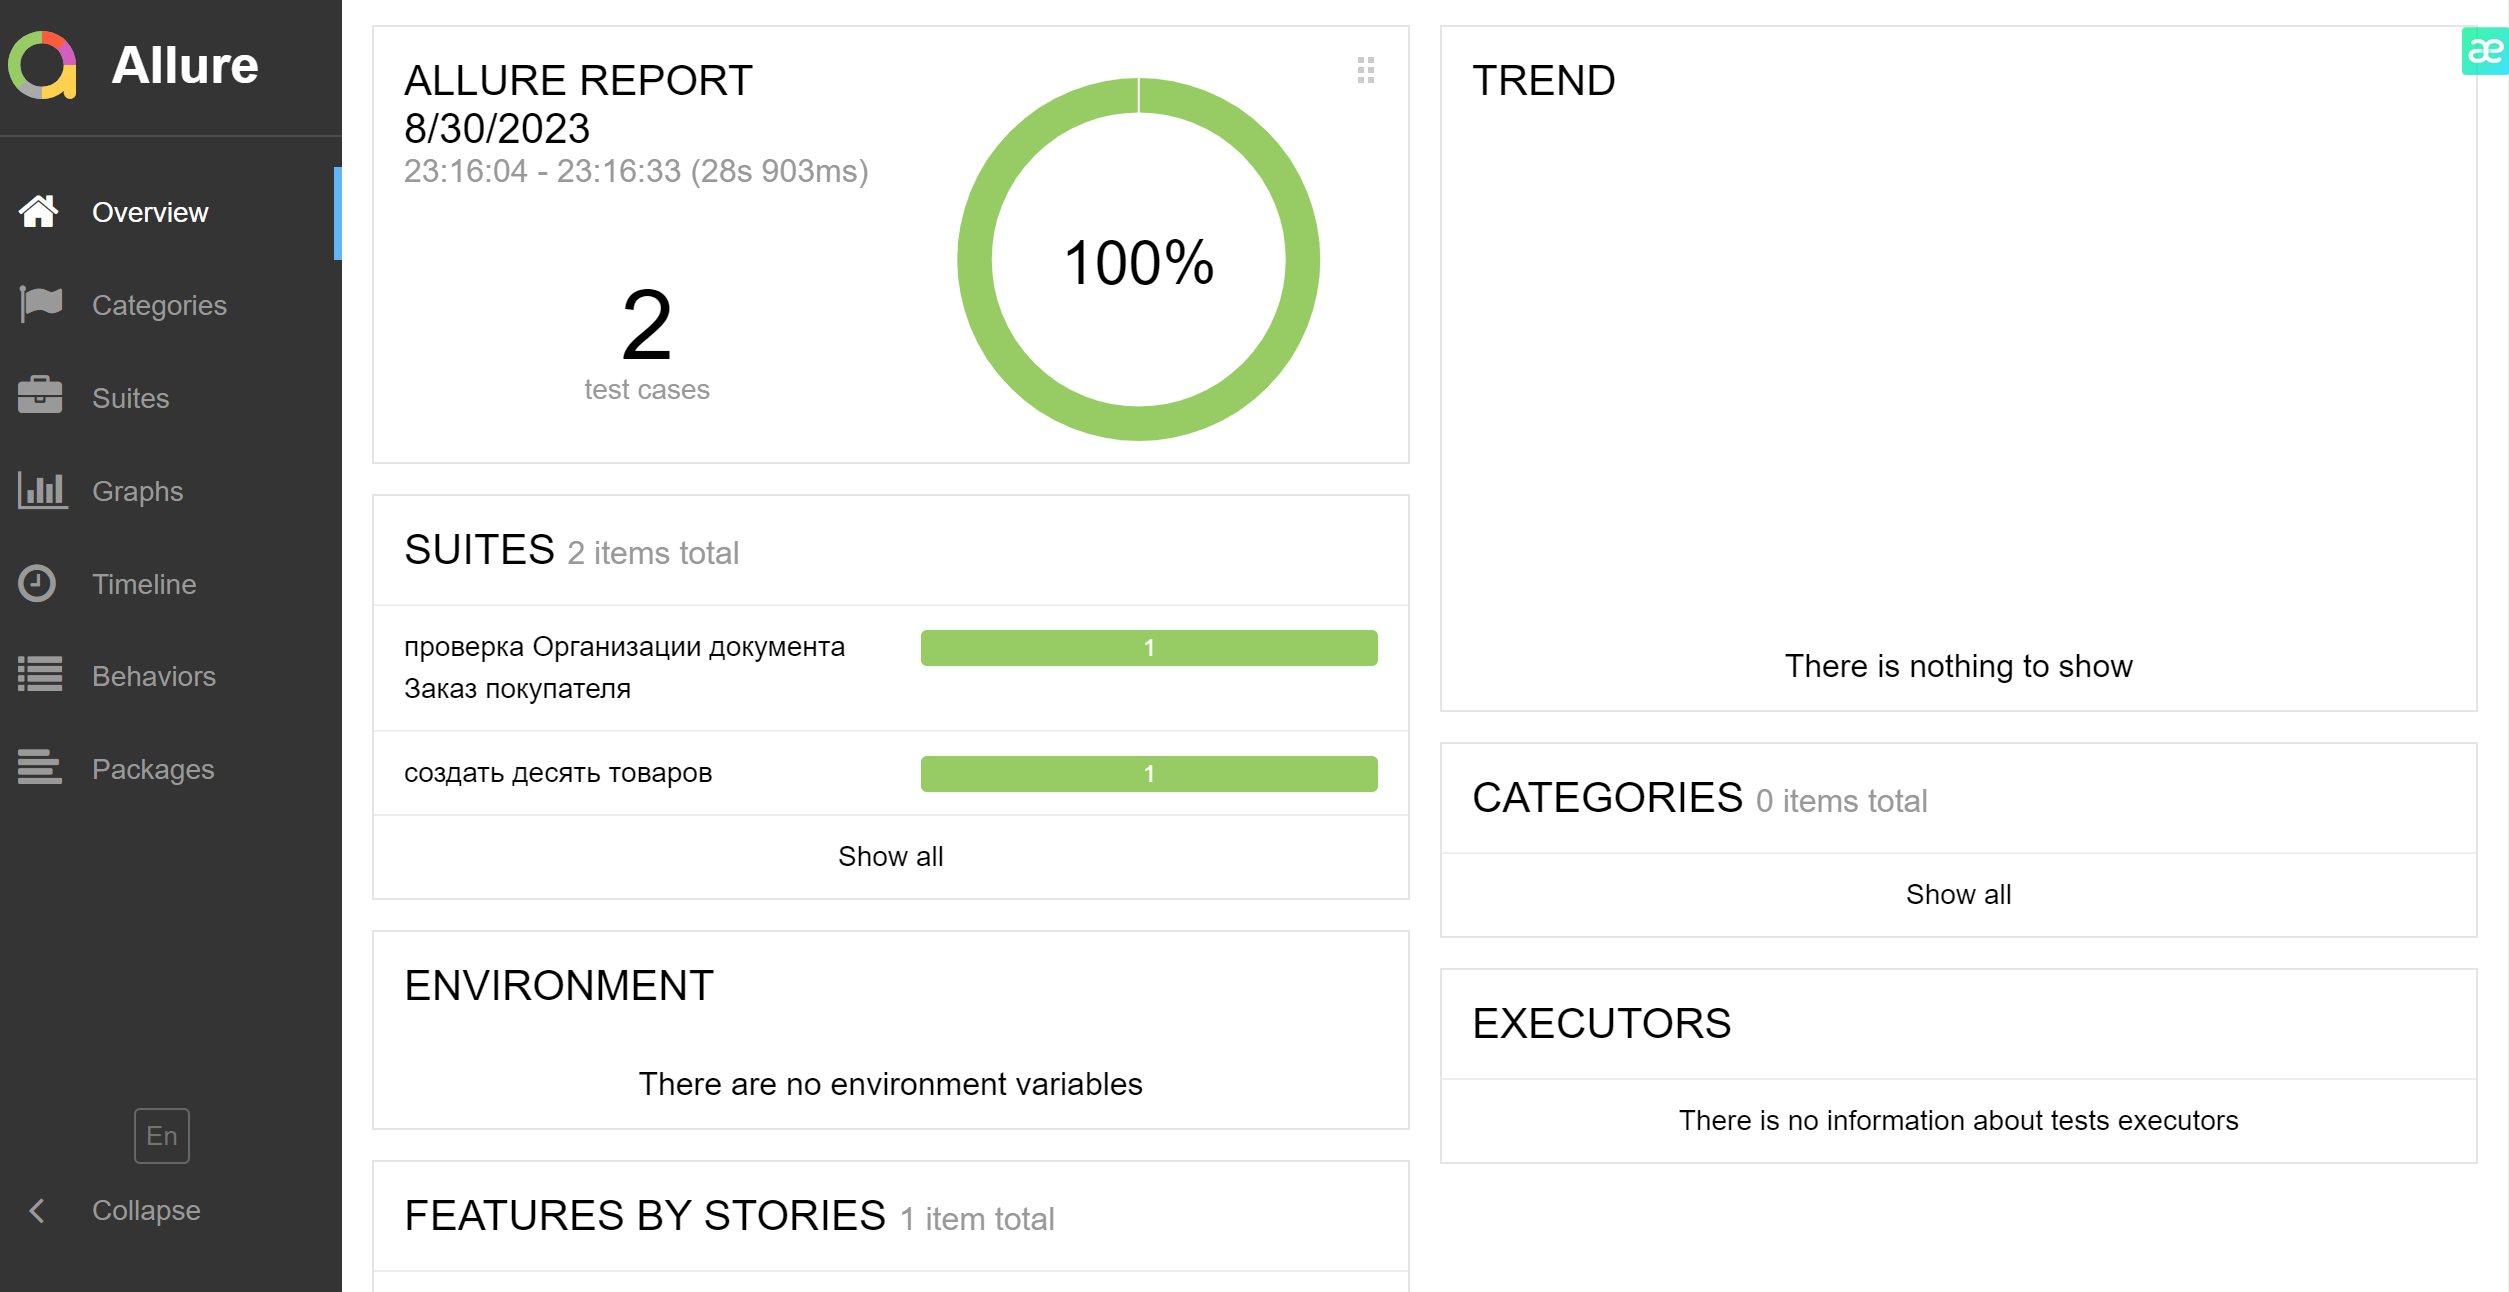 Allure
Overview
Categories
Suites
Graphs
Timeline
Behaviors
Packages
En
Collapse
ALLURE REPORT
8/30/2023
23:16:04 - 23:16:33 (28s 903ms)
2
test cases
100%
SUITES 2 items total
проверка Организации документа
Заказ покупателя
1
создать десять товаров
1
Show all
ENVIRONMENT
There are no environment variables
FEATURES BY STORIES 1 item total
TREND
æ
There is nothing to show
CATEGORIES 0 items total
Show all
EXECUTORS
There is no information about tests executors